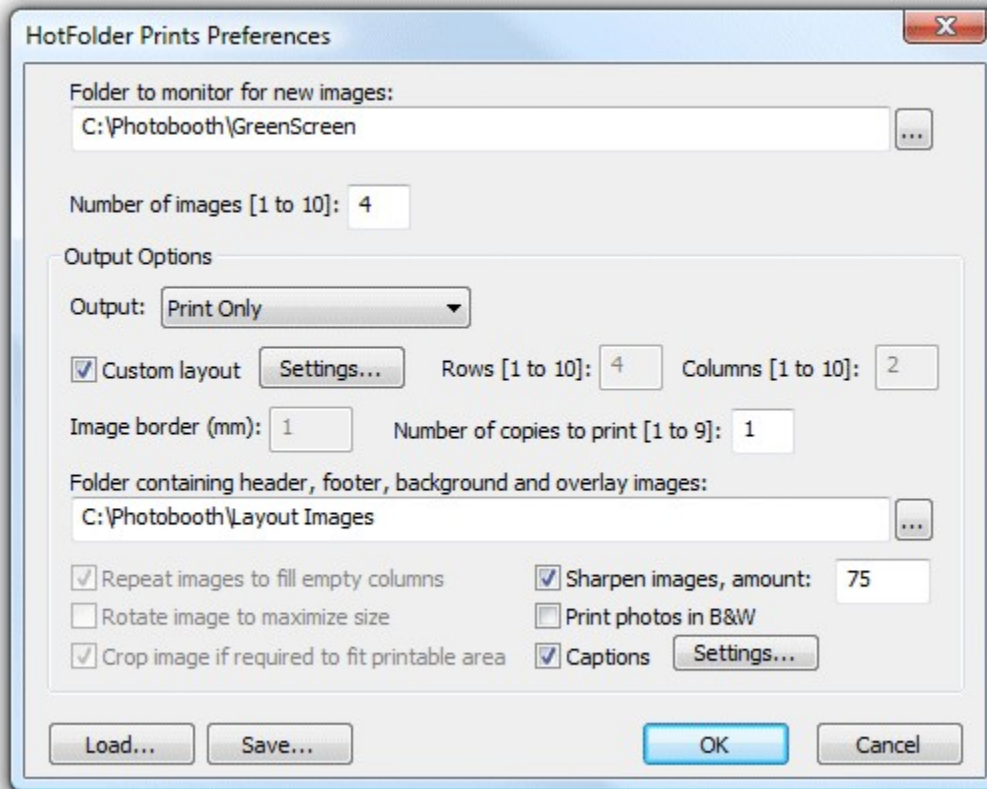 HotFolder Prints Preferences
Folder to monitor for new images:
C:\Photobooth\GreenScreen
...
Number of images [1 to 10]: 4
Output Options
Output: Print Only
Custom layout Settings... Rows [1 to 10]: 4 Columns [1 to 10]: 2
Image border (mm): 1 Number of copies to print [1 to 9]: 1
Folder containing header, footer, background and overlay images:
C:\Photobooth\Layout Images
...
Repeat images to fill empty columns Sharpen images, amount: 75
Rotate image to maximize size Print photos in B&W
Crop image if required to fit printable area Captions Settings...
Load... Save... OK Cancel